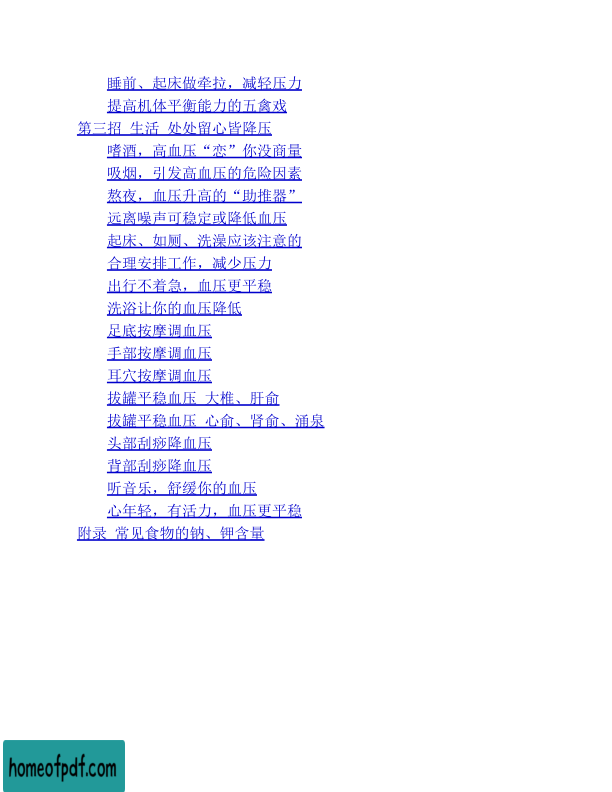 睡前、起床做牵拉，减轻压力
提高机体平衡能力的五禽戏
第三招 生活 处处留心皆降压
嗜酒，高血压“恋”你没商量
吸烟，引发高血压的危险因素
熬夜，血压升高的“助推器”
远离噪声可稳定或降低血压
起床、如厕、洗澡应该注意的
合理安排工作，减少压力
出行不着急，血压更平稳
洗浴让你的血压降低
足底按摩调血压
手部按摩调血压
耳穴按摩调血压
拔罐平稳血压 大椎、肝俞
拔罐平稳血压 心俞、肾俞、涌泉
头部刮痧降血压
背部刮痧降血压
听音乐，舒缓你的血压
心年轻，有活力，血压更平稳
附录 常见食物的钠、钾含量
homeofpdf.com